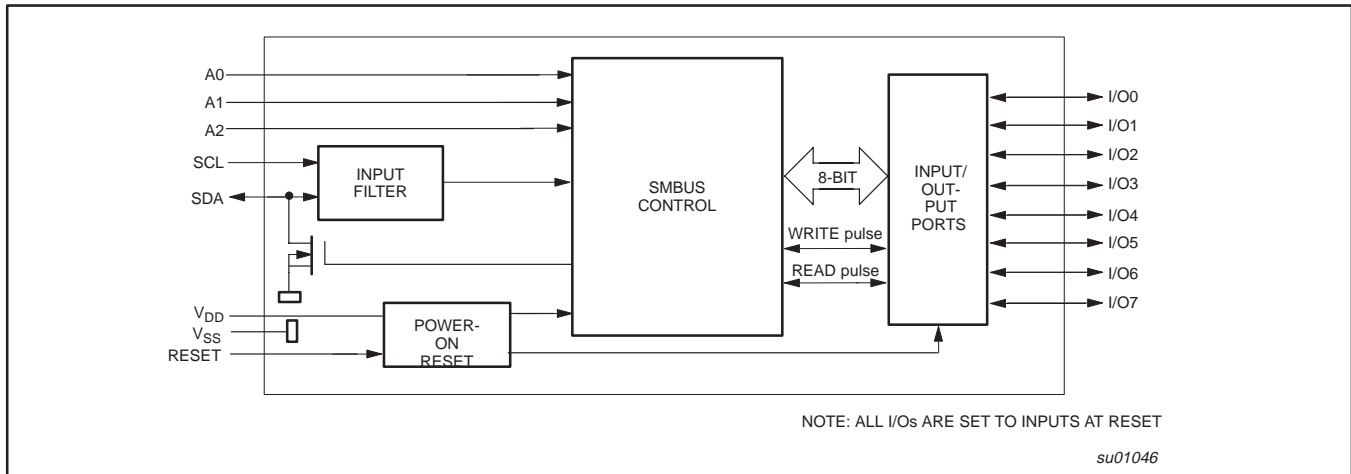 A0
A1
A2
SCL
SDA
INPUT
FILTER
SMBUS
CONTROL
8-BIT
WRITE pulse
READ pulse
INPUT/
OUT-
PUT
PORTS
I/O0
I/O1
I/O2
I/O3
I/O4
I/O5
I/O6
I/O7
VDD
VSS
RESET
POWER-
ON
RESET
NOTE: ALL I/Os ARE SET TO INPUTS AT RESET
su01046